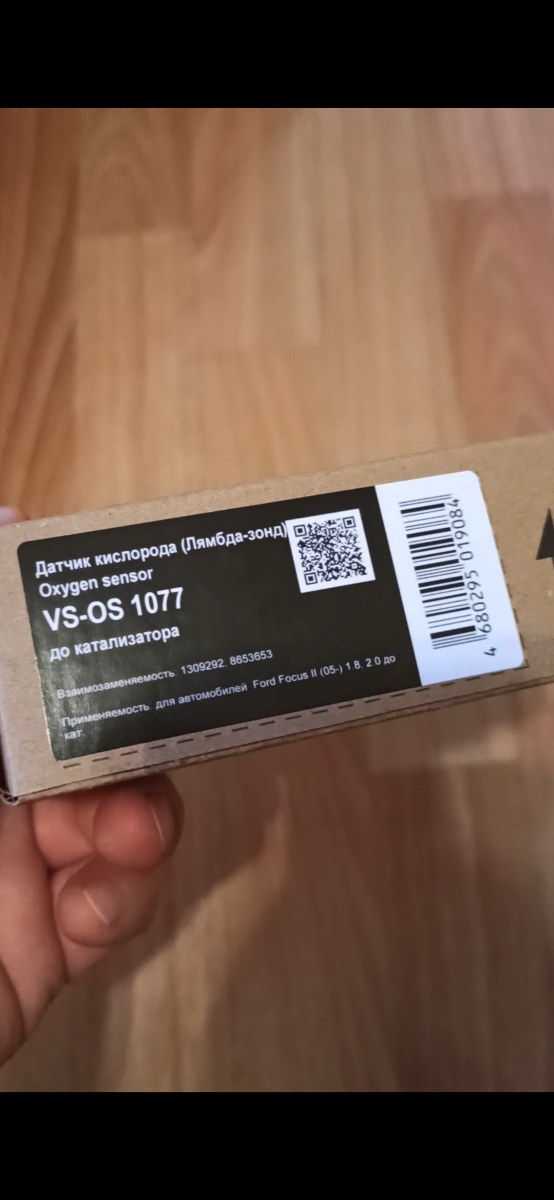 Датчик кислорода (Лямбда-зонд)
Oxygen sensor
VS-OS 1077
до катализатора
Взаимозаменяемость: 1309292, 8653653
Применяемость: для автомобилей Ford Focus II (05-) 1.8, 2.0 до
кат.
4 680295 019084